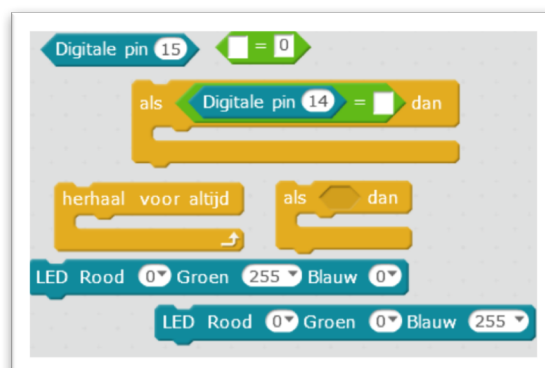 Digitale pin 15
= 0
als Digitale pin 14 = dan
herhaal voor altijd
als dan
LED Rood 0 Groen 255 Blauw 0
LED Rood 0 Groen 0 Blauw 255